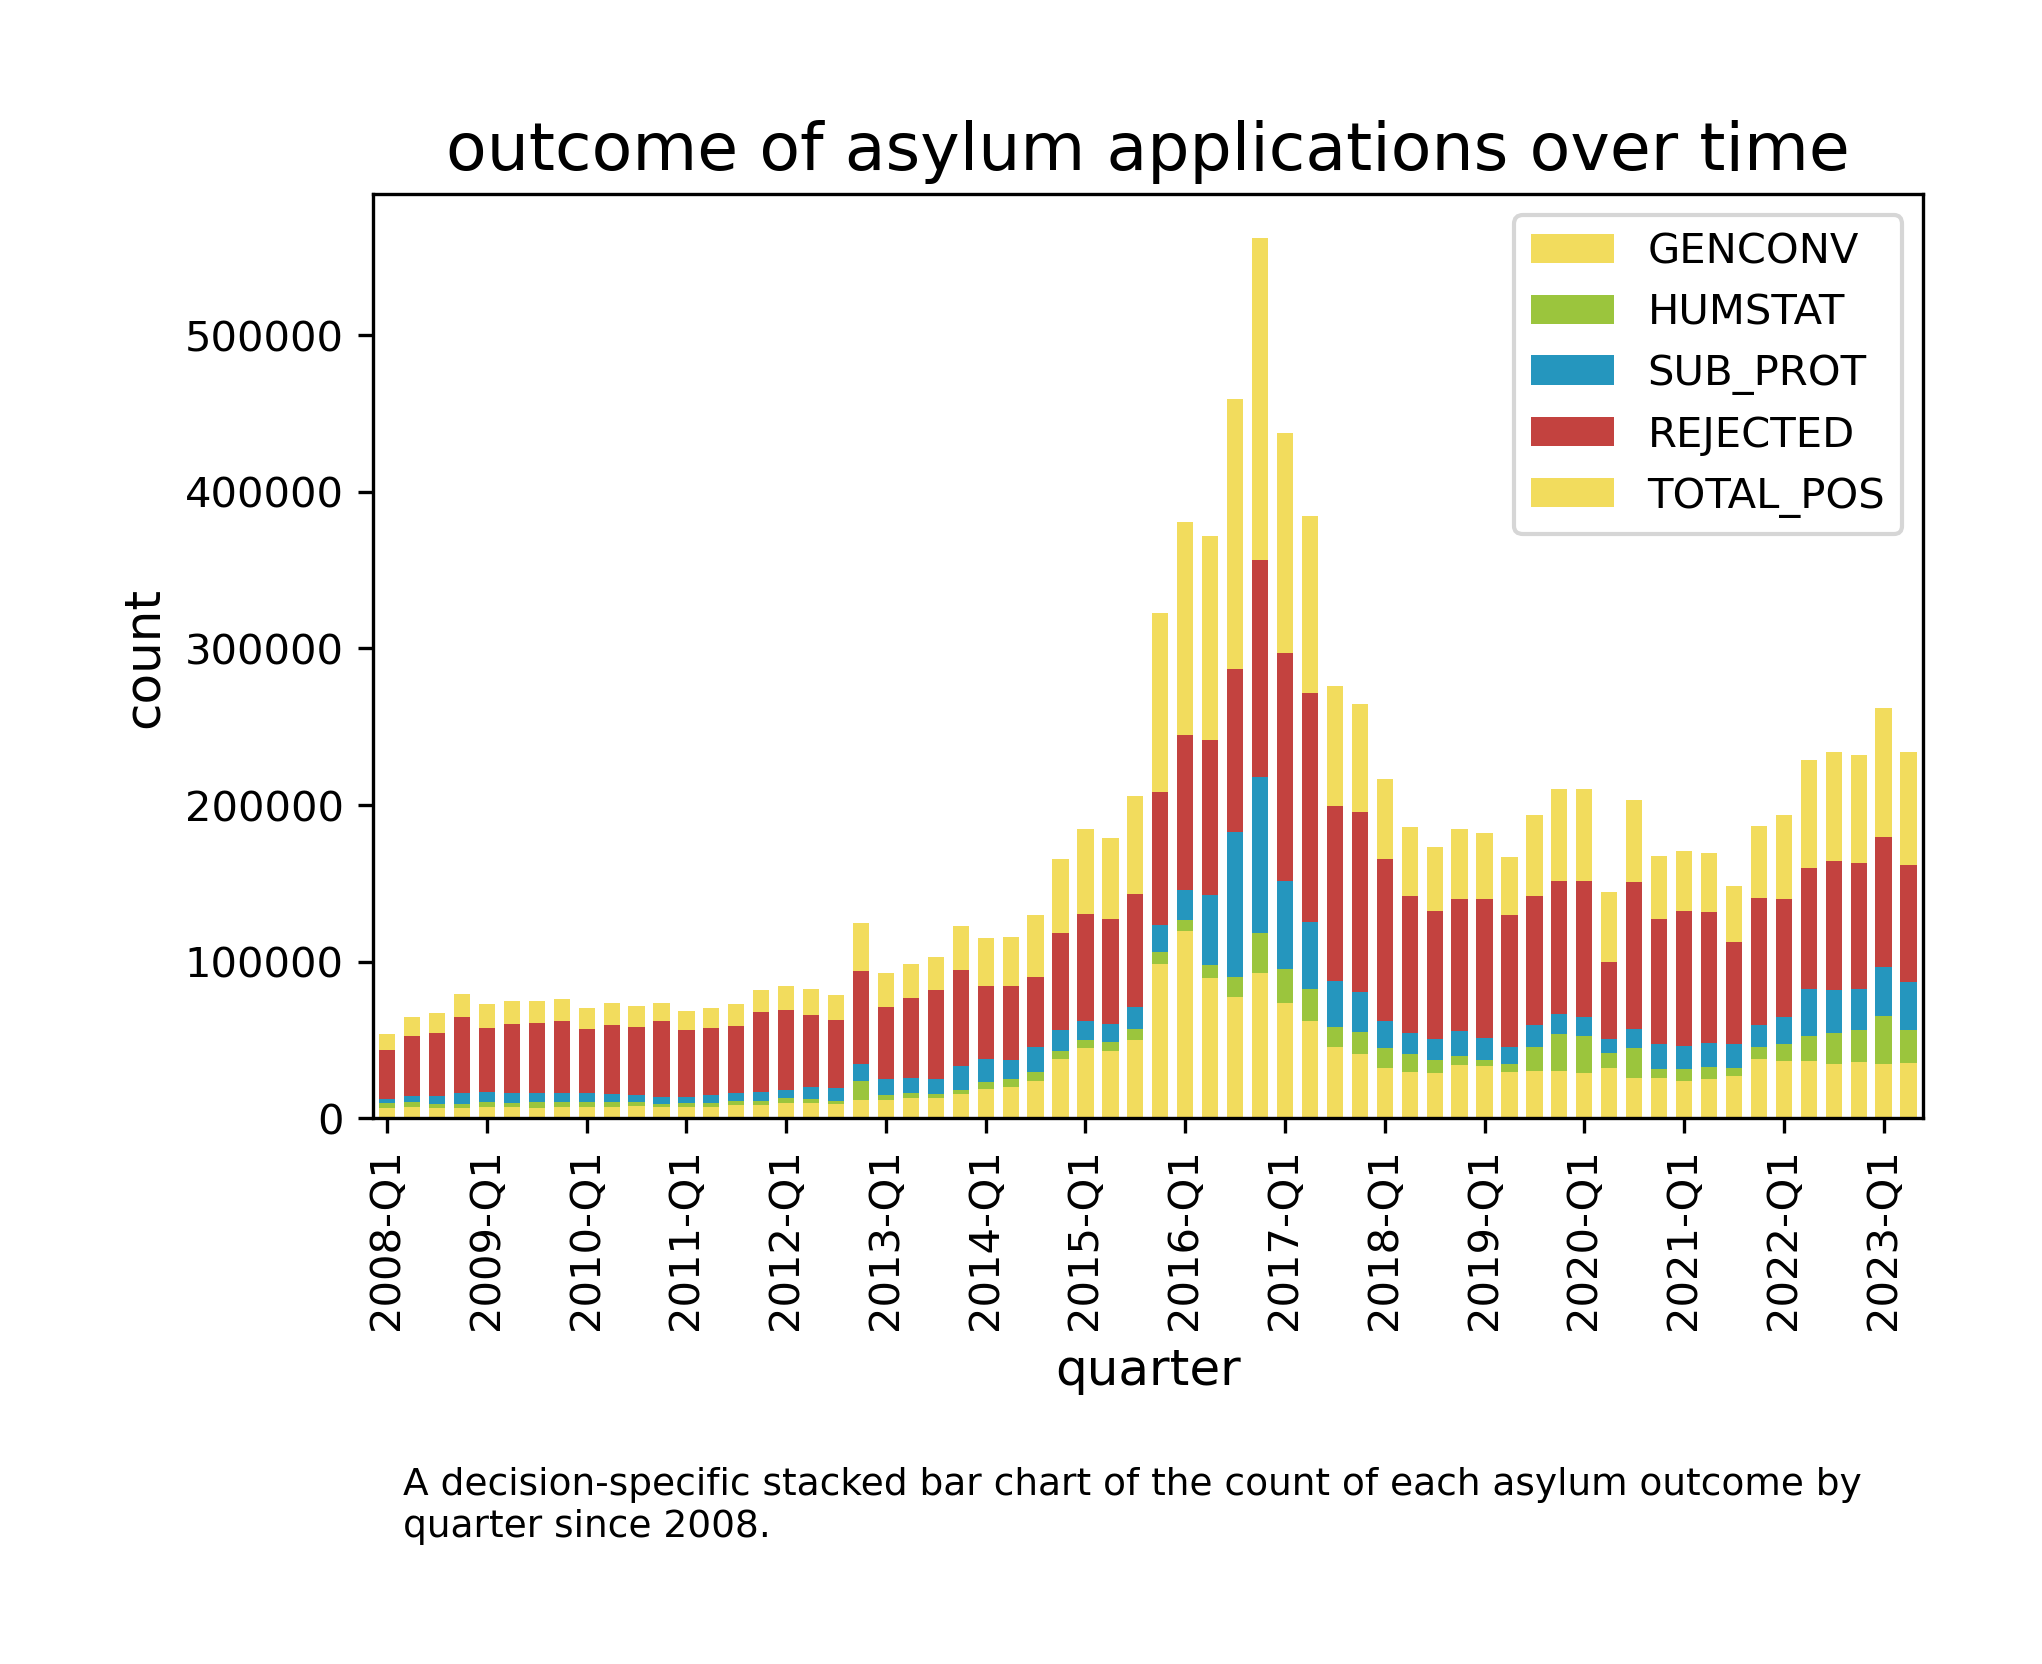 outcome of asylum applications over time
GENCONV
HUMSTAT
SUB_PROT
REJECTED
TOTAL_POS
count
500000
400000
300000
200000
100000
0
2008-Q1
2009-Q1
2010-Q1
2011-Q1
2012-Q1
2013-Q1
2014-Q1
2015-Q1
2016-Q1
2017-Q1
2018-Q1
2019-Q1
2020-Q1
2021-Q1
2022-Q1
2023-Q1
quarter
A decision-specific stacked bar chart of the count of each asylum outcome by
quarter since 2008.